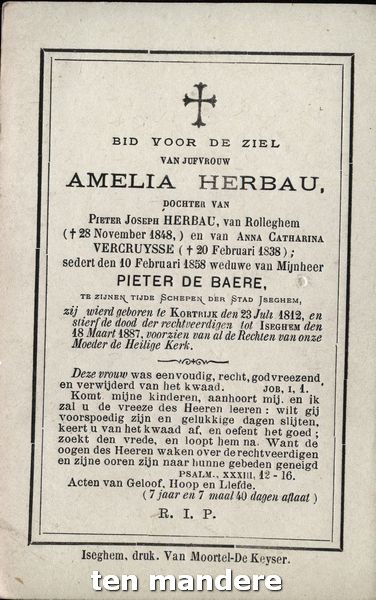 BID VOOR DE ZIEL
VAN JUFVROUW
AMELIA HERBAU,
DOCHTER VAN
PIETER JOSEPH HERBAU, van Rolleghem
(† 28 November 1848,) en van ANNA CATHARINA
VERCRUYSSE († 20 Februari 1838);
sedert den 10 Februari 1858 weduwe van Mijnheer
PIETER DE BAERE,
TE ZIJNEN TIJDE SCHEPEN DER STAD ISEGHEM,
zij wierd geboren te KORTRIJK den 23 Juli 1812, en
stierf de dood der rechtveerdigen tot ISEGHEM den
18 Maart 1887, voorzien van al de Rechten van onze
Moeder de Heilige Kerk.
Deze vrouw was eenvoudig, recht, godvreezend
en verwijderd van het kwaad. JOB, I, 1.
Komt mijne kinderen, aanhoort mij, en ik
zal u de vreeze des Heeren leeren : wilt gij
voorspoedig zijn en gelukkige dagen slijten,
keert u van het kwaad af, en oefent het goed ;
zoekt den vrede, en loopt hem na. Want de
oogen des Heeren waken over de rechtveerdigen
en zijne ooren zijn naar hunne gebeden geneigd
PSALM., XXXIII, 12 - 16.
Acten van Geloof, Hoop en Liefde.
(7 jaar en 7 maal 40 dagen aflaat)
R. I. P.
Iseghem, druk. Van Moortel-De Keyser.
ten mandere